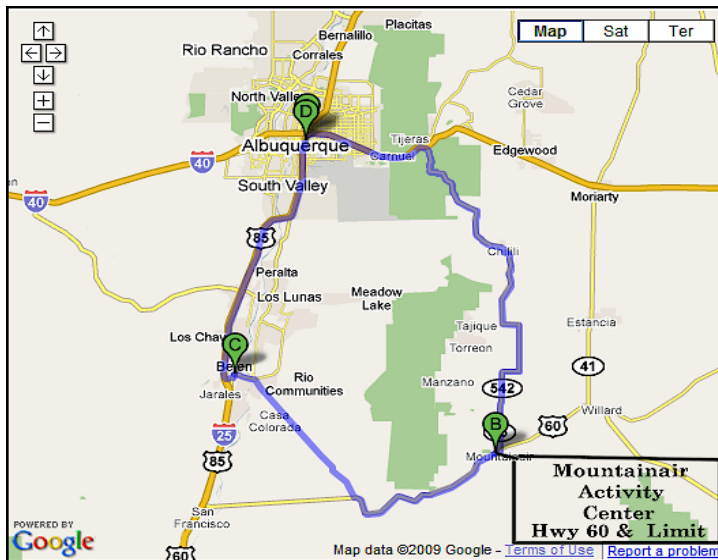 Placitas
Bernalillo
Rio Rancho
Corrales
Map
Sat
Ter
North Valley
Cedar
Grove
D
Albuquerque
Tijeras
Carnuel
Edgewood
40
South Valley
40
Moriarty
85
Chilili
Peralta
Los Lunas
Meadow
Lake
Los Chav
C
Belen
Tajique
Torreon
Estancia
Rio
Communities
Manzano
41
Jarales
542
Casa
Colorada
B
60
Willard
25
85
Mountainair
Mountainair
Activity
Center
Hwy 60 & Limit
San
Francisco
60
POWERED BY
Google
Map data ©2009 Google - Terms of Use
Report a problem